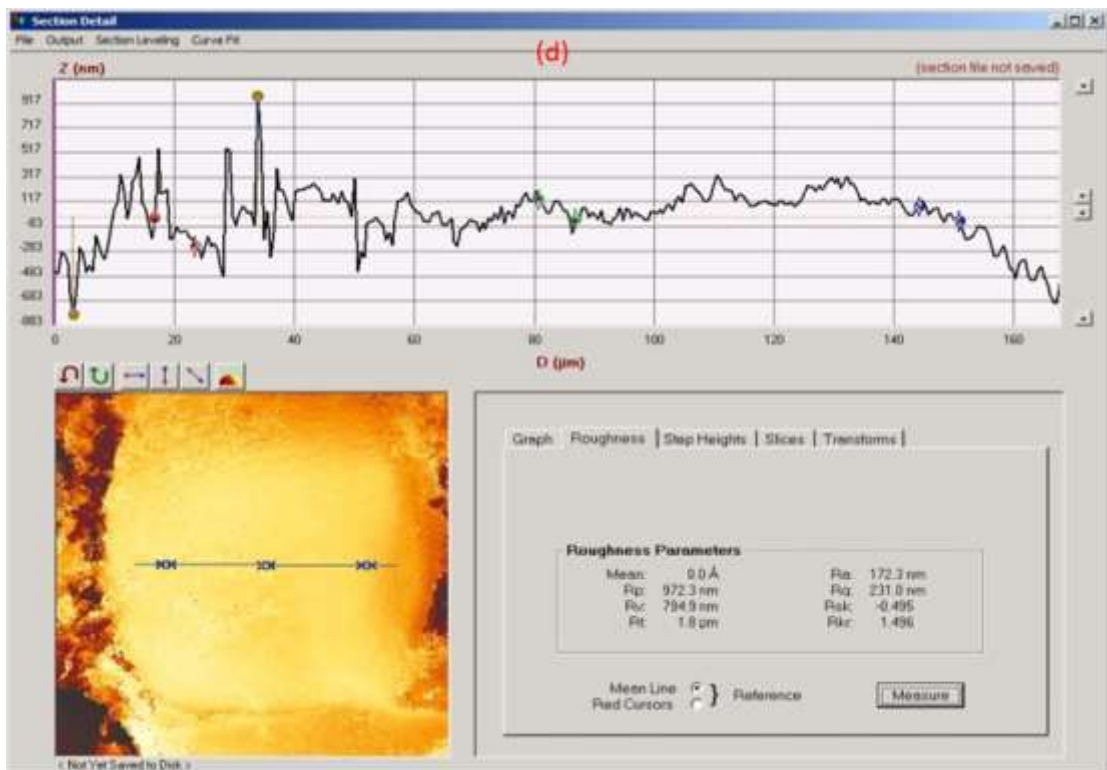 Section Detail
File Output Section Leveling Curve Fit
(d)
Z (nm) (section file not saved)
917
717
517
317
117
-83
-283
-483
-683
-883
0 20 40 60 80 100 120 140 160
D (µm)
Graph Roughness Step Heights Slices Transforms
Roughness Parameters
Mean: 0.0 Å Ra: 172.3 nm
Rp: 972.3 nm Rq: 231.0 nm
Rv: 794.9 nm Rsk: -0.495
Rt: 1.8 µm Rkr: 1.496
Mean Line } Reference
Red Cursors
Measure
< Not Yet Saved to Disk >